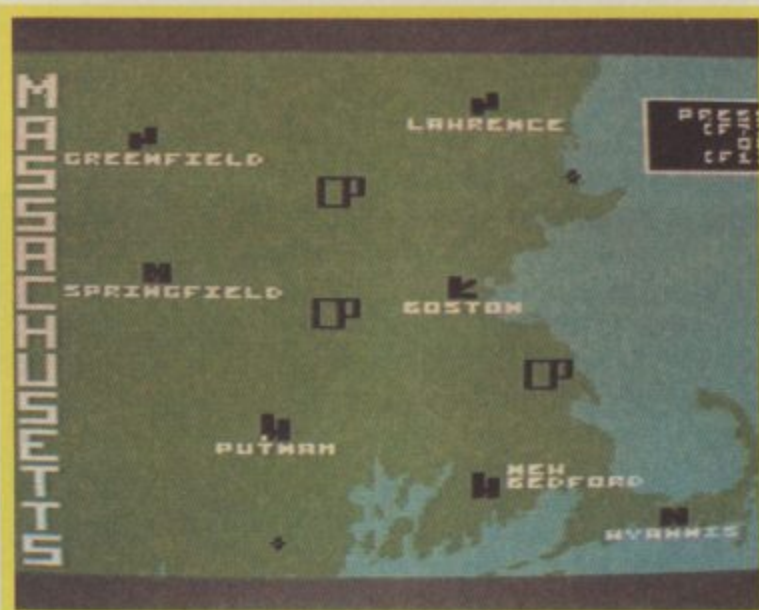 MASSACHUSETTS
LAWRENCE
GREENFIELD
SPRINGFIELD
BOSTON
PUTNAM
NEW
BEDFORD
HYANNIS